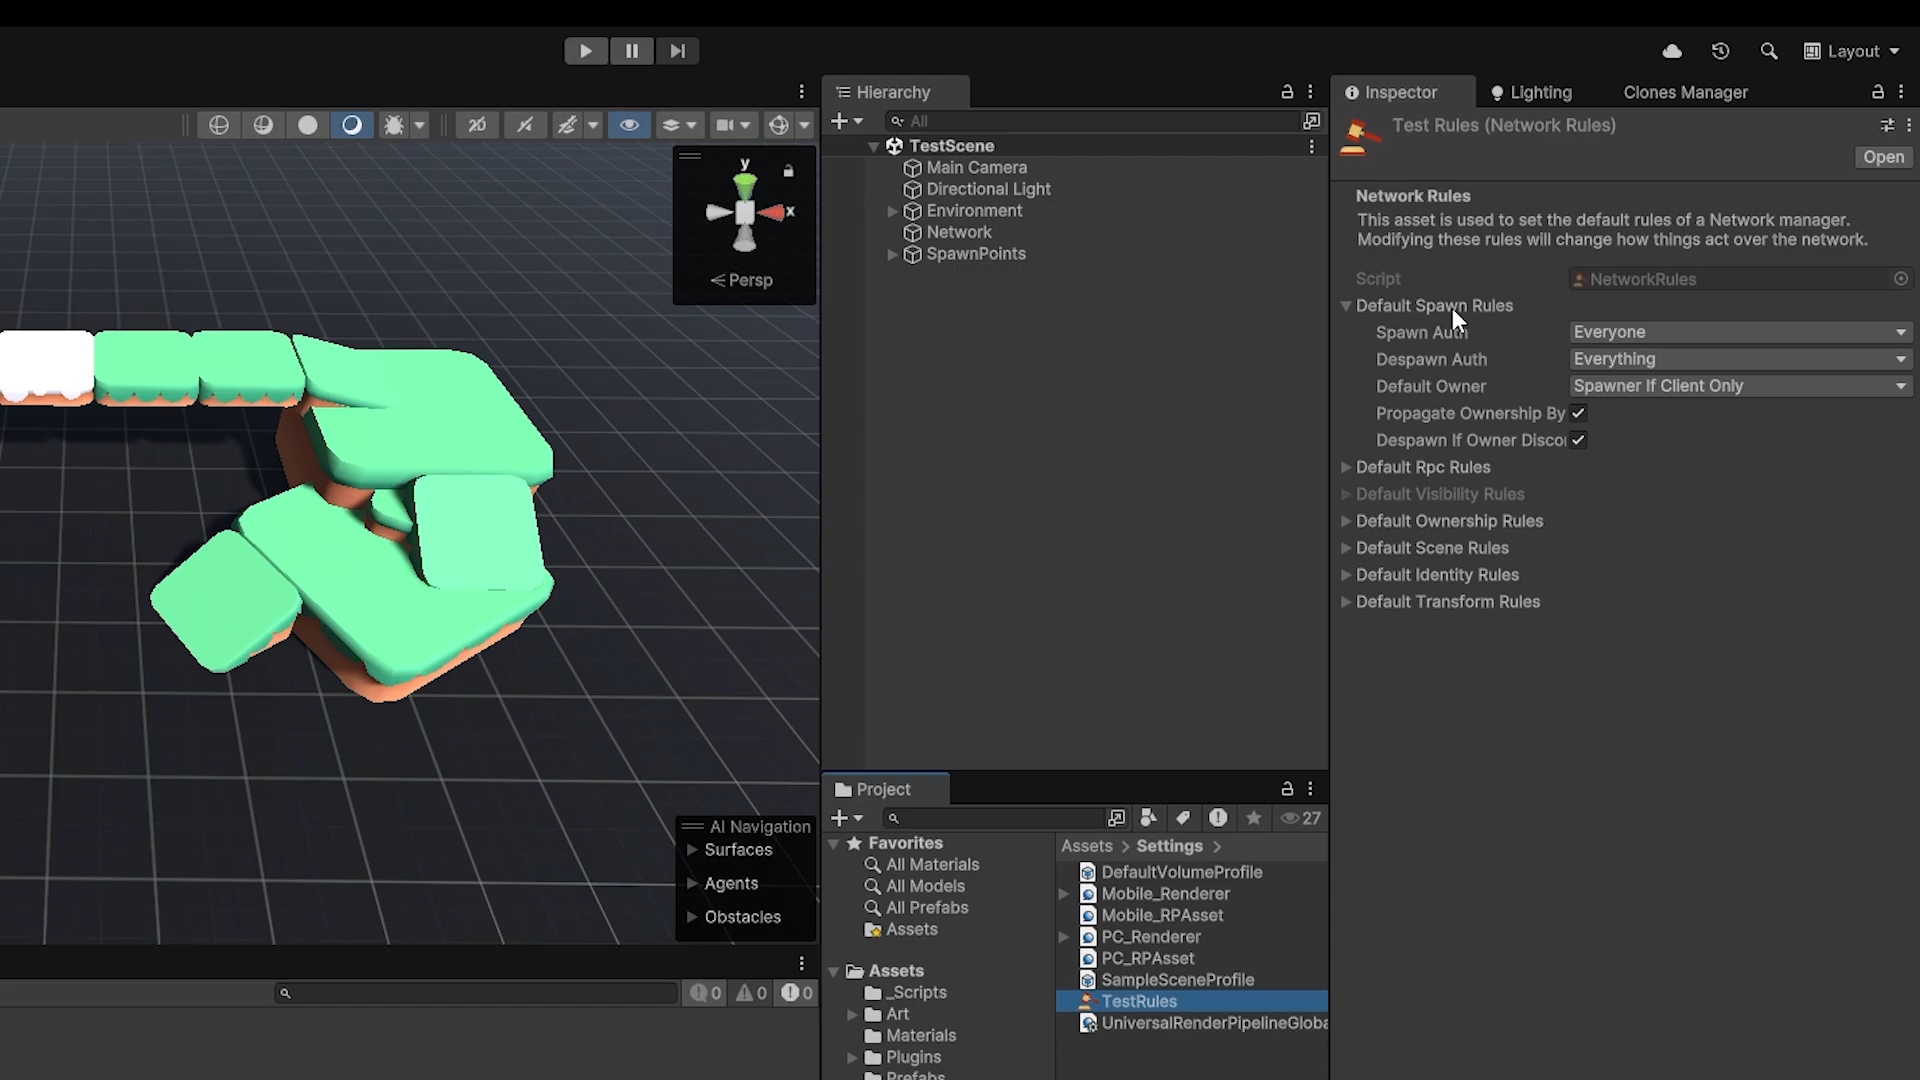 Layout
Hierarchy
Inspector
Lighting
Clones Manager
All
Test Rules (Network Rules)
Open
2D
TestScene
Main Camera
Directional Light
Environment
Network
SpawnPoints
y
x
Persp
Network Rules
This asset is used to set the default rules of a Network manager.
Modifying these rules will change how things act over the network.
Script
NetworkRules
Default Spawn Rules
Spawn Auth
Everyone
Despawn Auth
Everything
Default Owner
Spawner If Client Only
Propagate Ownership By
Despawn If Owner Disco
Default Rpc Rules
Default Visibility Rules
Default Ownership Rules
Default Scene Rules
Default Identity Rules
Default Transform Rules
AI Navigation
Surfaces
Agents
Obstacles
0
0
0
Project
27
Favorites
All Materials
All Models
All Prefabs
Assets
Assets
_Scripts
Art
Materials
Plugins
Prefabs
Assets > Settings >
DefaultVolumeProfile
Mobile_Renderer
Mobile_RPAsset
PC_Renderer
PC_RPAsset
SampleSceneProfile
TestRules
UniversalRenderPipelineGloba